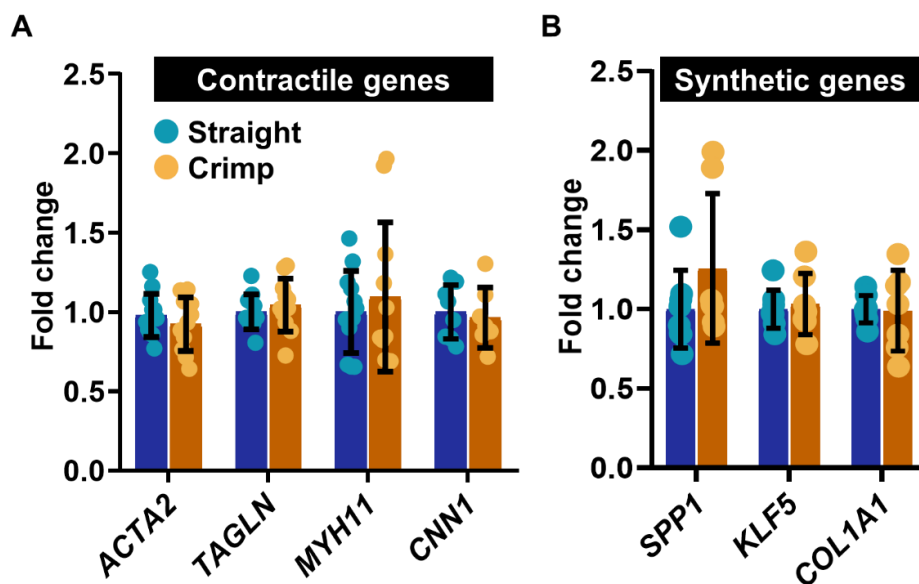 A
Contractile genes
Straight
Crimp
Fold change
2.5
2.0
1.5
1.0
0.5
0.0
ACTA2
TAGLN
MYH11
CNN1
B
Synthetic genes
Fold change
2.5
2.0
1.5
1.0
0.5
0.0
SPP1
KLF5
COL1A1